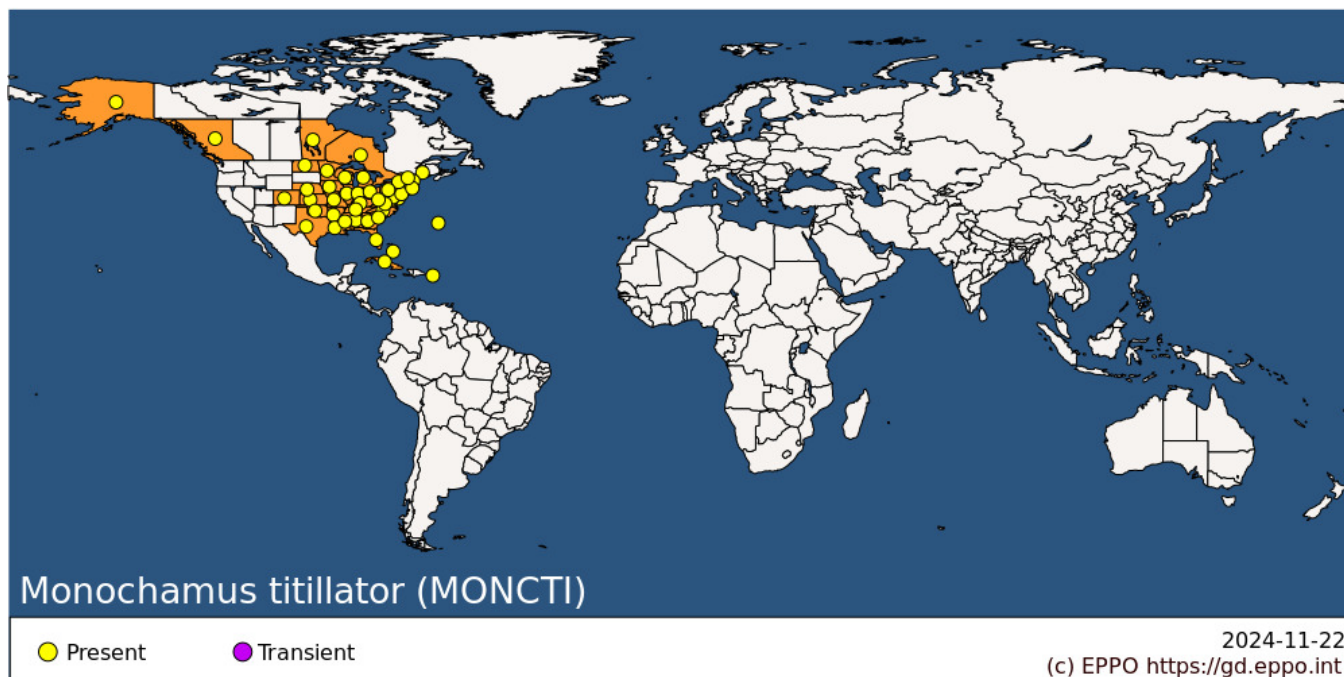 Monochamus titillator (MONCTI)
Present
Transient
2024-11-22
(c) EPPO https://gd.eppo.int